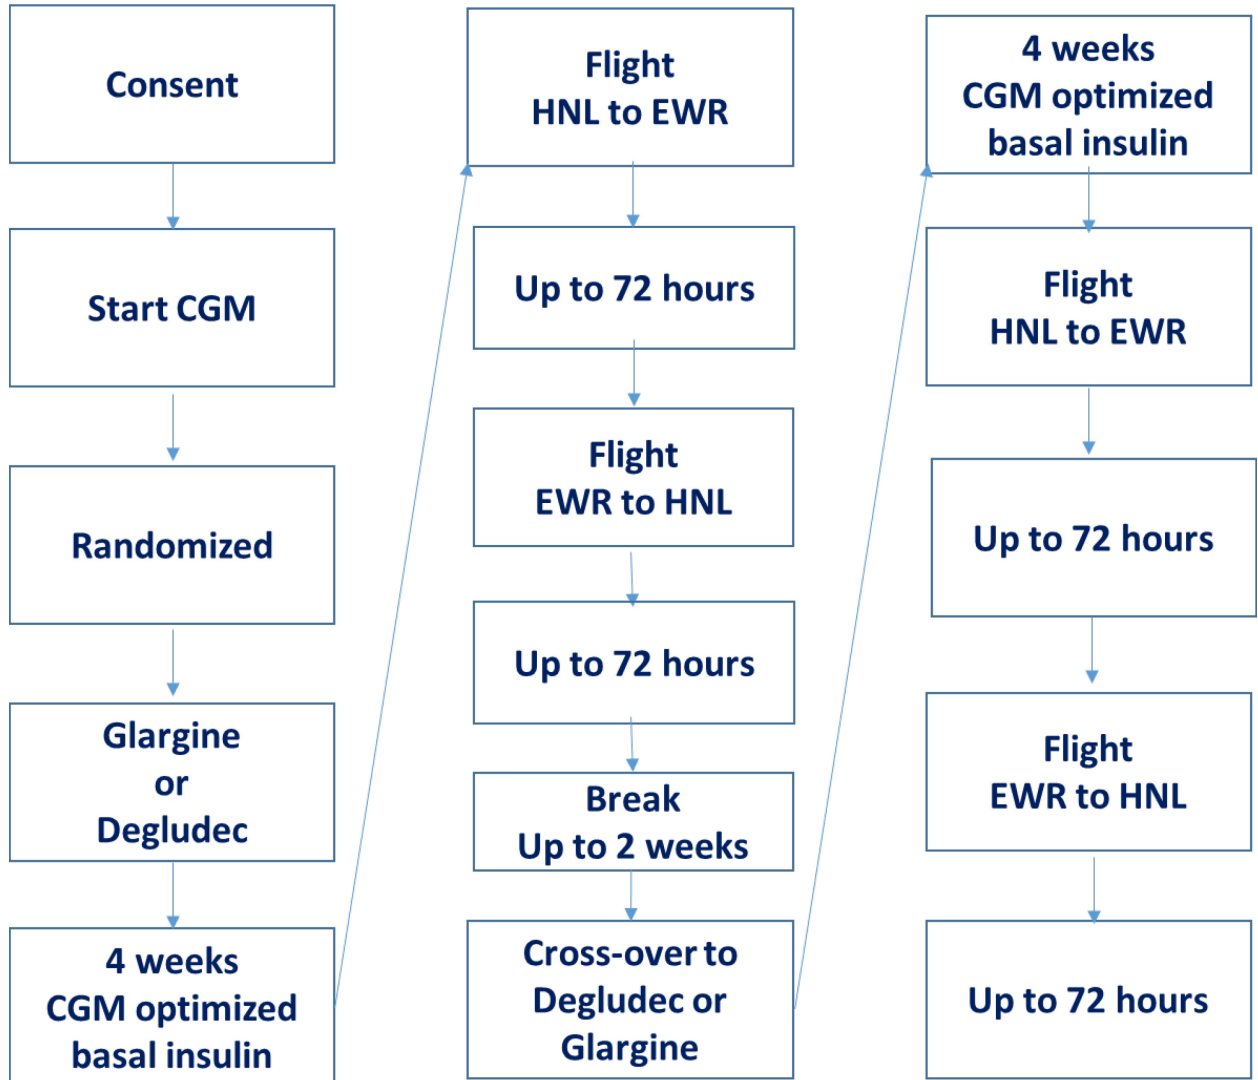 Consent
Start CGM
Randomized
Glargine
or
Degludec
4 weeks
CGM optimized
basal insulin
Flight
HNL to EWR
Up to 72 hours
Flight
EWR to HNL
Up to 72 hours
Break
Up to 2 weeks
Cross-over to
Degludec or
Glargine
4 weeks
CGM optimized
basal insulin
Flight
HNL to EWR
Up to 72 hours
Flight
EWR to HNL
Up to 72 hours